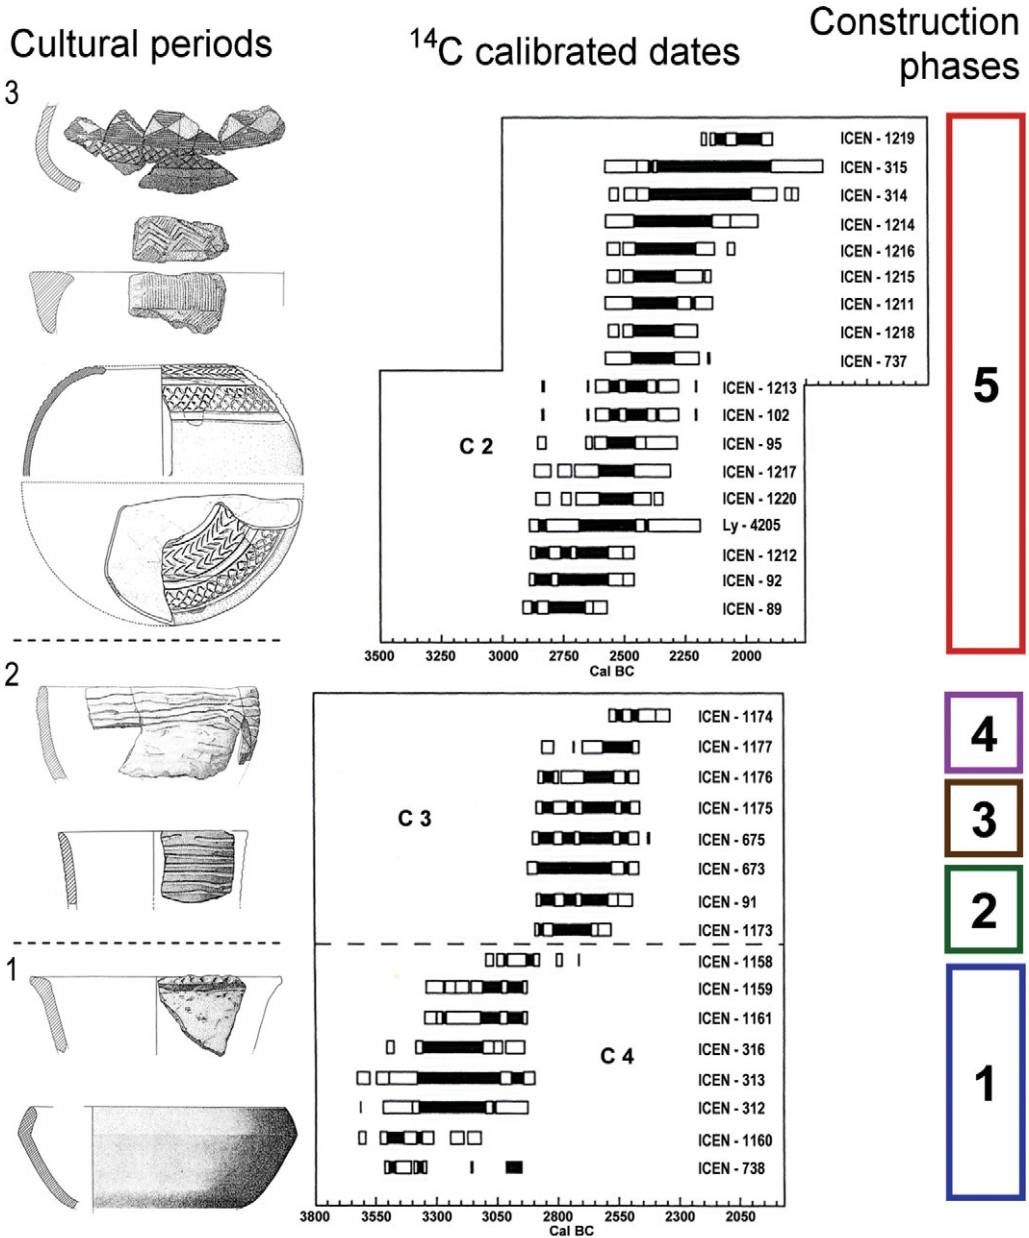 Cultural periods
¹⁴C calibrated dates
Construction
phases
3
ICEN - 1219
ICEN - 315
ICEN - 314
ICEN - 1214
ICEN - 1216
ICEN - 1215
ICEN - 1211
ICEN - 1218
ICEN - 737
ICEN - 1213
ICEN - 102
C 2
ICEN - 95
ICEN - 1217
ICEN - 1220
Ly - 4205
ICEN - 1212
ICEN - 92
ICEN - 89
3500 3250 3000 2750 2500 2250 2000
Cal BC
5
2
ICEN - 1174
ICEN - 1177
ICEN - 1176
ICEN - 1175
C 3
ICEN - 675
ICEN - 673
ICEN - 91
ICEN - 1173
4
3
2
1
ICEN - 1158
ICEN - 1159
ICEN - 1161
ICEN - 316
C 4
ICEN - 313
ICEN - 312
ICEN - 1160
ICEN - 738
3800 3550 3300 3050 2800 2550 2300 2050
Cal BC
1